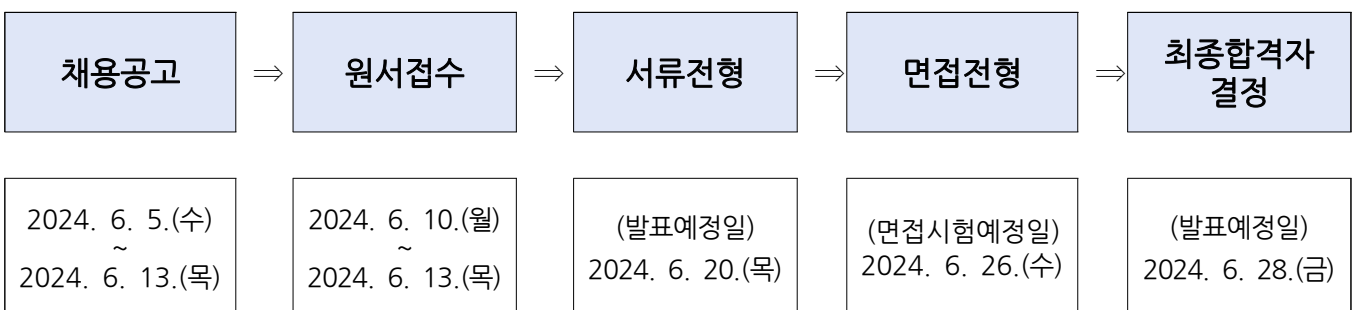 채용공고 ⇒ 원서접수 ⇒ 서류전형 ⇒ 면접전형 ⇒ 최종합격자
결정
2024. 6. 5.(수)
~
2024. 6. 13.(목)
2024. 6. 10.(월)
~
2024. 6. 13.(목)
(발표예정일)
2024. 6. 20.(목)
(면접시험예정일)
2024. 6. 26.(수)
(발표예정일)
2024. 6. 28.(금)